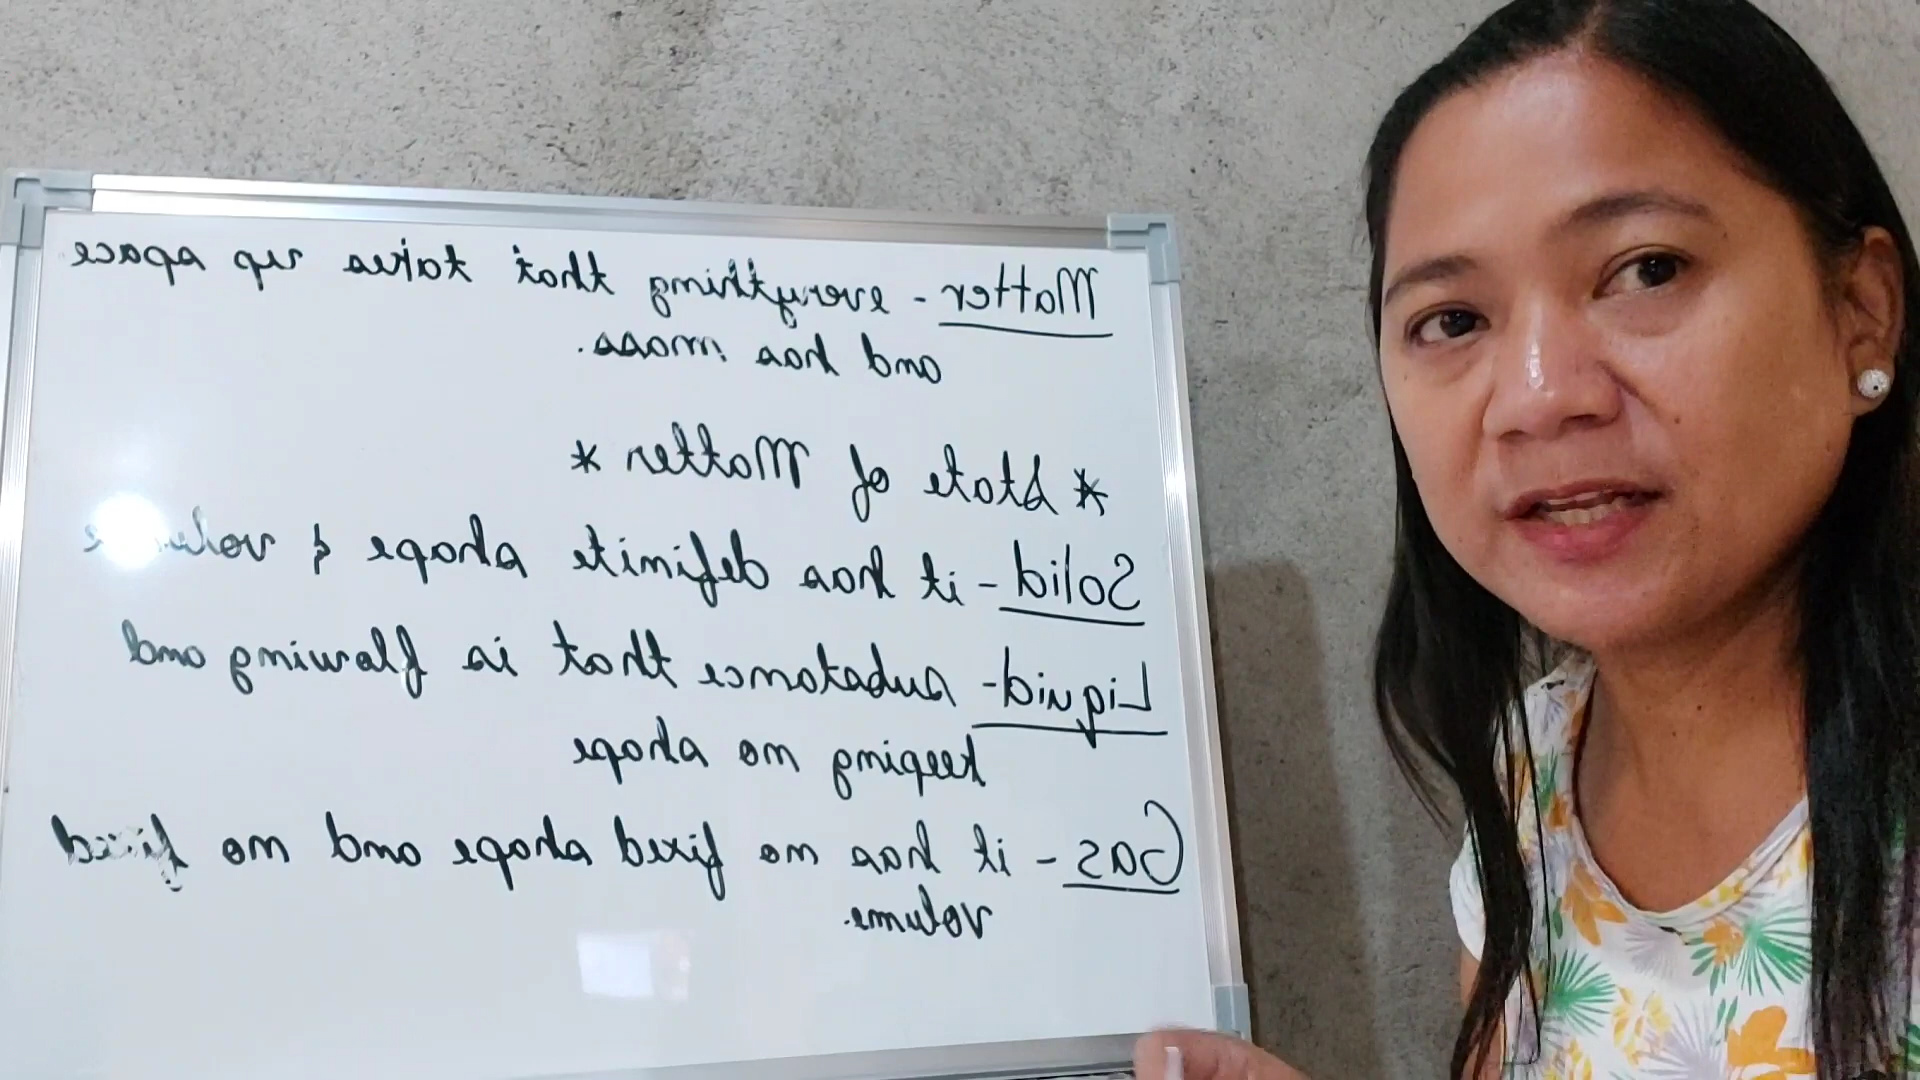 Matter - everything that takes up space
and has mass.
* State of Matter *
Solid - it has definite shape & volume
Liquid - substance that is flowing and
keeping no shape
Gas - it has no fixed shape and no fixed
volume.